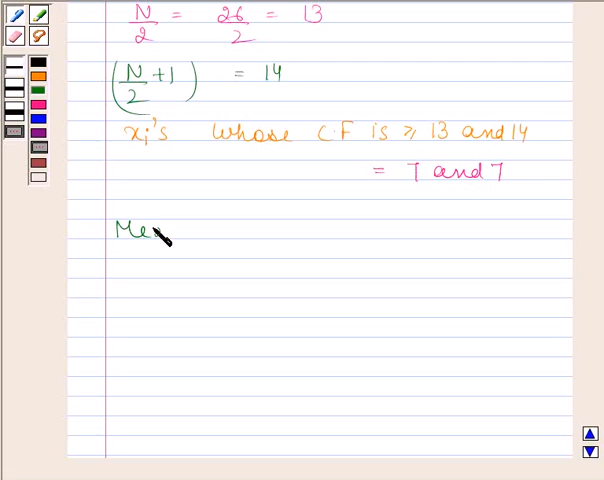 N/2 = 26/2 = 13
(N/2 + 1) = 14
xi's whose C.F is ≥ 13 and 14
= 7 and 7
Me